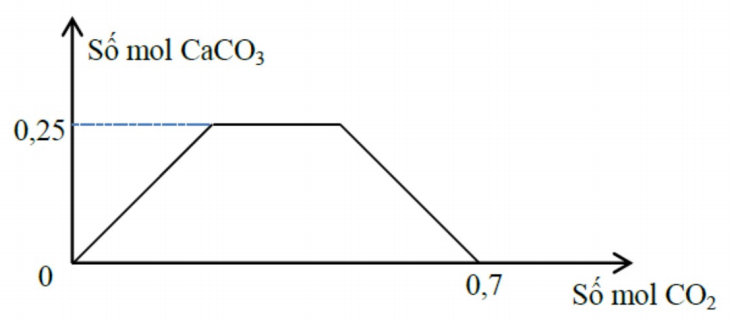 Số mol CaCO₃
0,25
0
0,7
Số mol CO₂